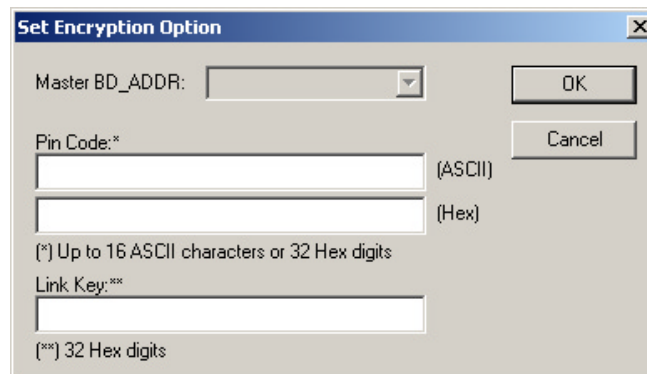 Set Encryption Option
Master BD_ADDR:
OK
Cancel
Pin Code:*
(ASCII)
(Hex)
(*) Up to 16 ASCII characters or 32 Hex digits
Link Key:**
(**) 32 Hex digits